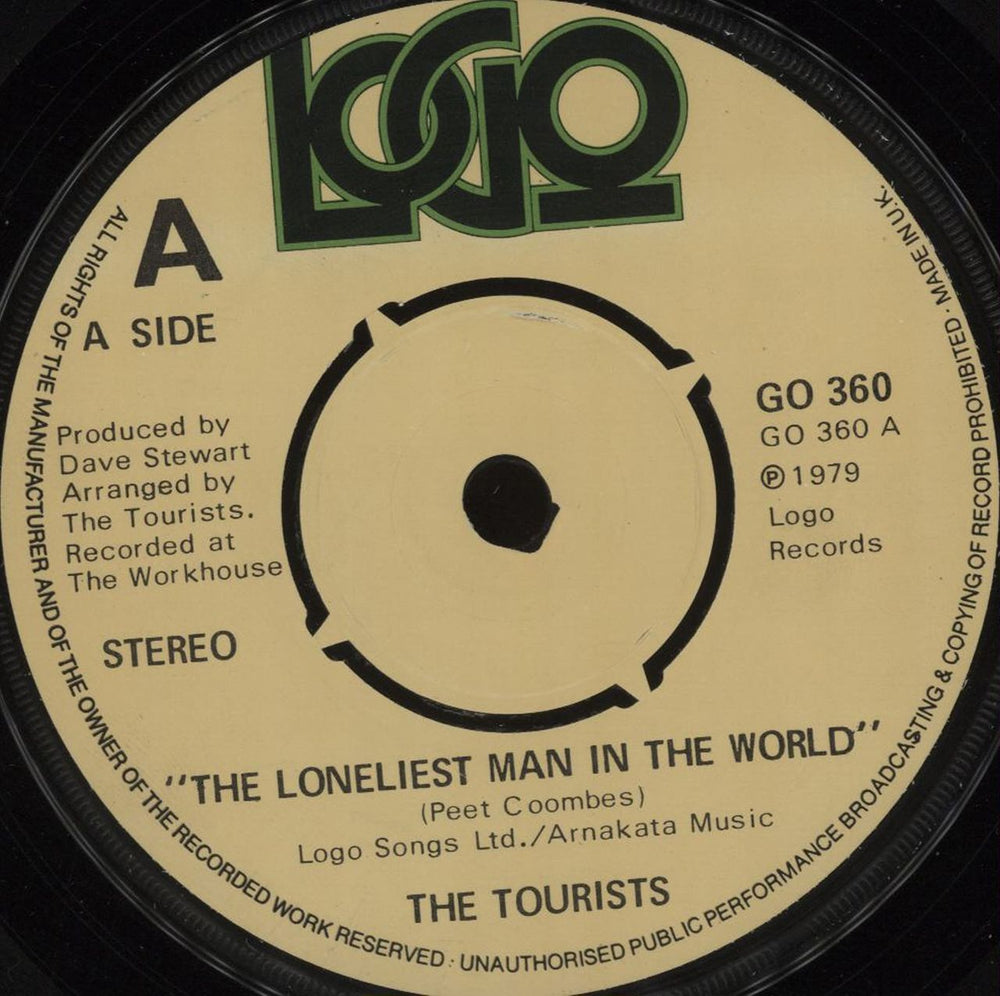 LOGO
A
A SIDE
Produced by
Dave Stewart
Arranged by
The Tourists.
Recorded at
The Workhouse
STEREO
GO 360
GO 360 A
℗ 1979
Logo
Records
"THE LONELIEST MAN IN THE WORLD"
(Peet Coombes)
Logo Songs Ltd./Arnakata Music
THE TOURISTS
ALL RIGHTS OF THE MANUFACTURER AND OF THE OWNER OF THE RECORDED WORK RESERVED · UNAUTHORISED PUBLIC PERFORMANCE BROADCASTING & COPYING OF RECORD PROHIBITED · MADE IN U.K.